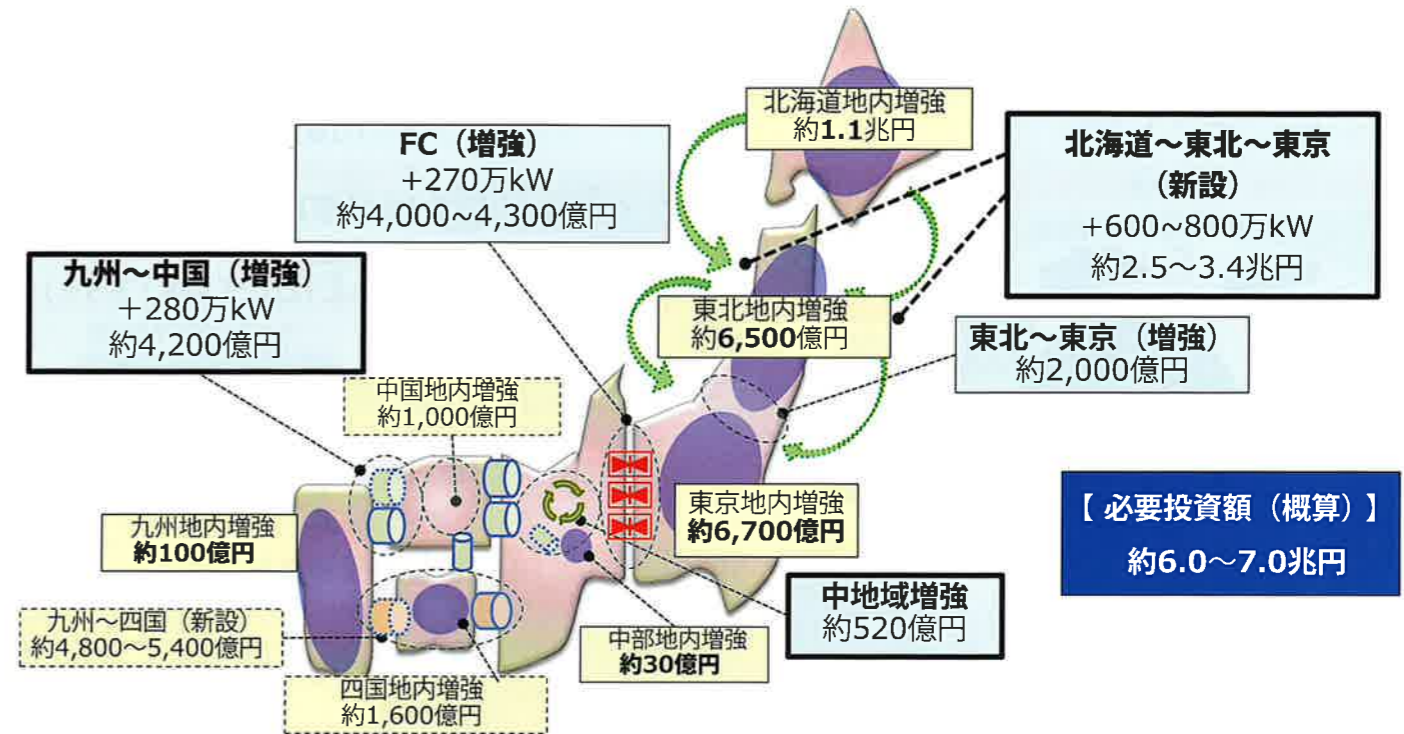 北海道地内増強
約1.1兆円
FC（増強）
+270万kW
約4,000~4,300億円
北海道～東北～東京
（新設）
+600~800万kW
約2.5~3.4兆円
九州～中国（増強）
+280万kW
約4,200億円
東北地内増強
約6,500億円
東北～東京（増強）
約2,000億円
中国地内増強
約1,000億円
九州地内増強
約100億円
東京地内増強
約6,700億円
【 必要投資額（概算）】
約6.0～7.0兆円
中地域増強
約520億円
九州～四国（新設）
約4,800~5,400億円
中部地内増強
約30億円
四国地内増強
約1,600億円